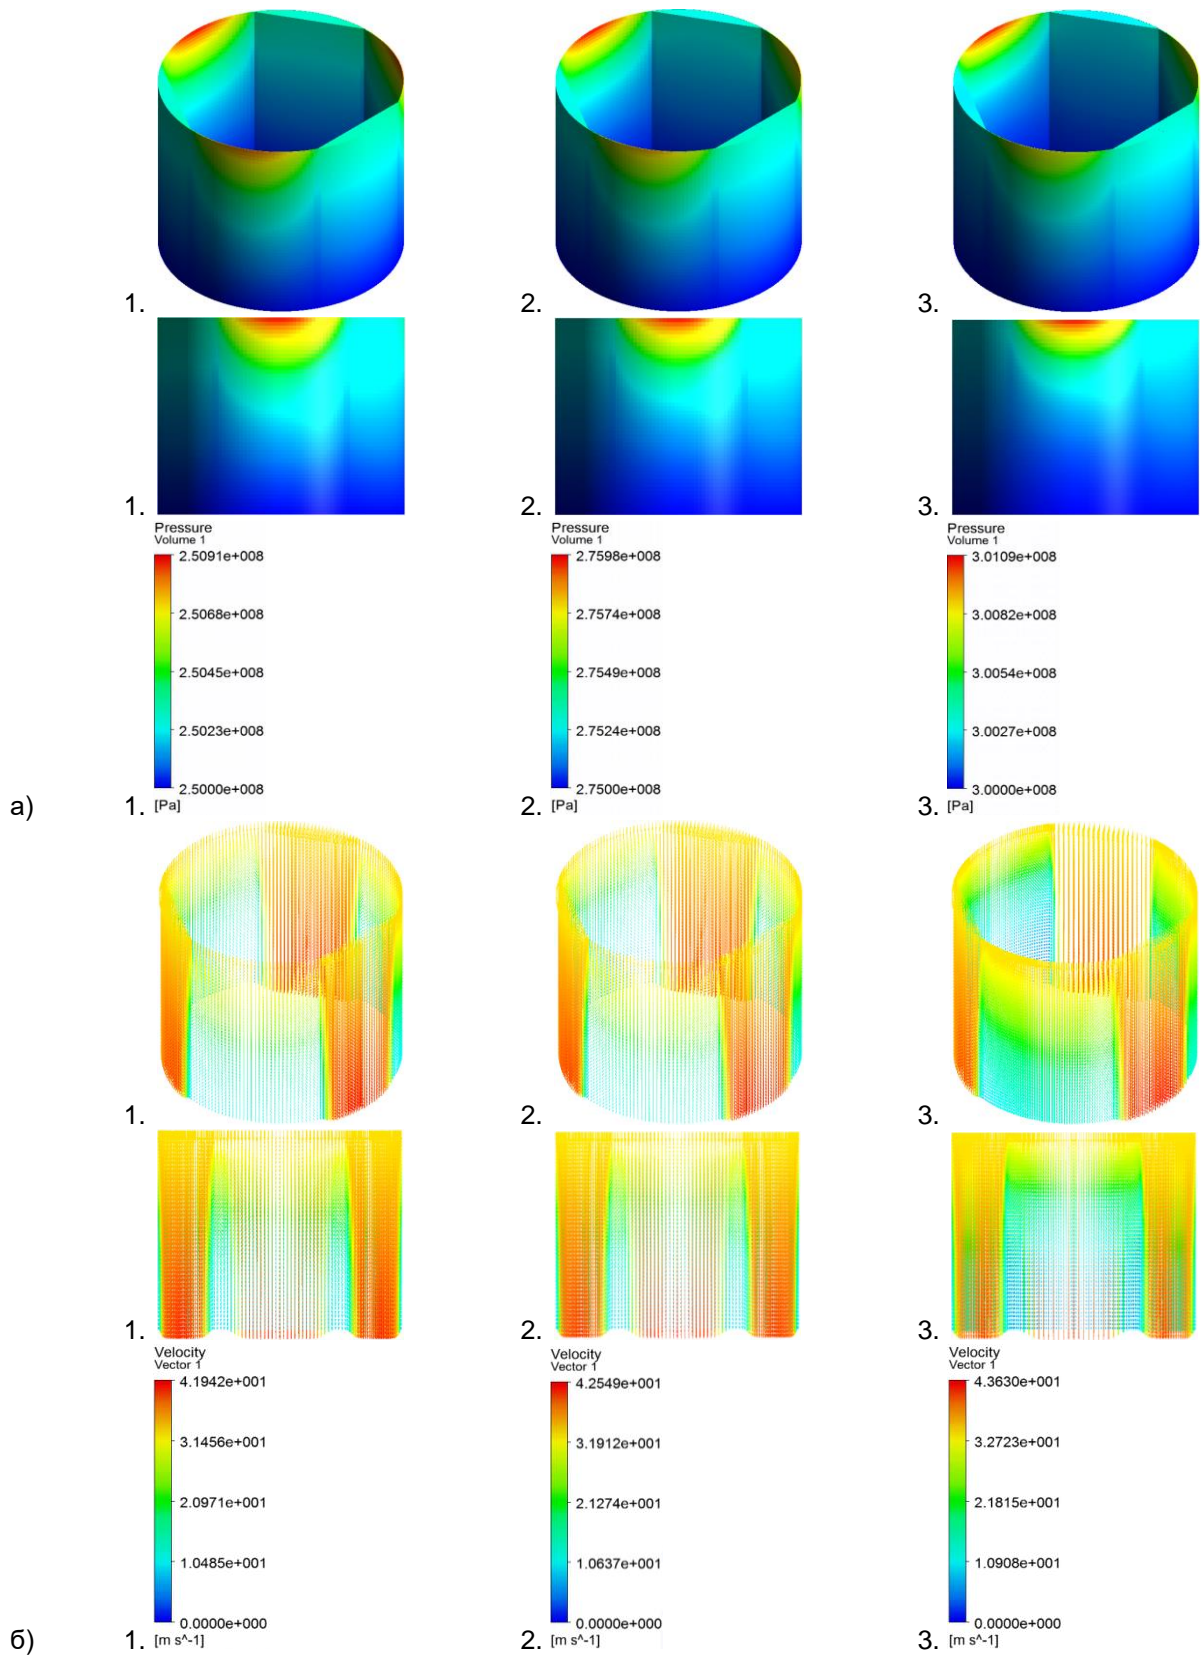 1. 2. 3.
1. 2. 3.
Pressure
Volume 1
2.5091e+008
2.5068e+008
2.5045e+008
2.5023e+008
2.5000e+008
[Pa]
Pressure
Volume 1
2.7598e+008
2.7574e+008
2.7549e+008
2.7524e+008
2.7500e+008
[Pa]
Pressure
Volume 1
3.0109e+008
3.0082e+008
3.0054e+008
3.0027e+008
3.0000e+008
[Pa]
а) 1. 2. 3.
1. 2. 3.
1. 2. 3.
Velocity
Vector 1
4.1942e+001
3.1456e+001
2.0971e+001
1.0485e+001
0.0000e+000
[m s^-1]
Velocity
Vector 1
4.2549e+001
3.1912e+001
2.1274e+001
1.0637e+001
0.0000e+000
[m s^-1]
Velocity
Vector 1
4.3630e+001
3.2723e+001
2.1815e+001
1.0908e+001
0.0000e+000
[m s^-1]
б) 1. 2. 3.